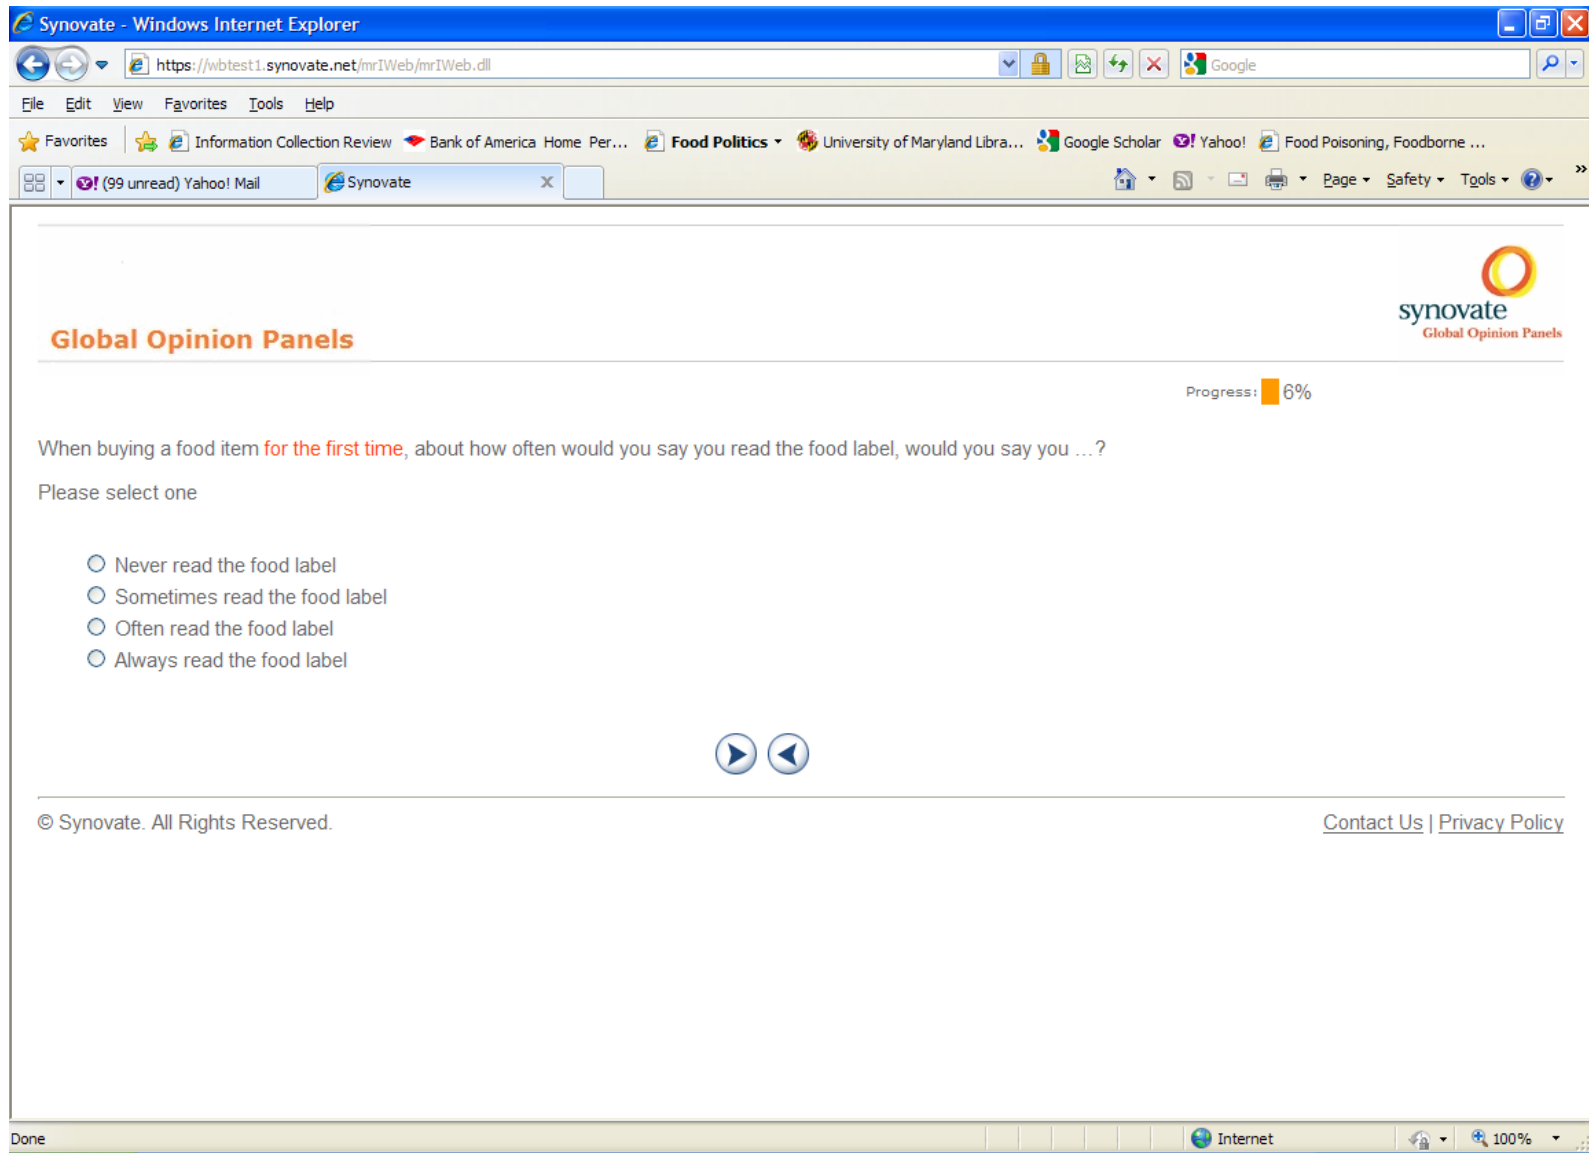 Synovate - Windows Internet Explorer
https://wbtest1.synovate.net/mrIWeb/mrIWeb.dll
Google
File Edit View Favorites Tools Help
Favorites Information Collection Review Bank of America Home Per... Food Politics University of Maryland Libra... Google Scholar Yahoo! Food Poisoning, Foodborne ...
(99 unread) Yahoo! Mail Synovate Page Safety Tools
Global Opinion Panels
synovate
Global Opinion Panels
Progress: 6%
When buying a food item for the first time, about how often would you say you read the food label, would you say you ...?
Please select one
Never read the food label
Sometimes read the food label
Often read the food label
Always read the food label
© Synovate. All Rights Reserved. Contact Us | Privacy Policy
Done Internet 100%